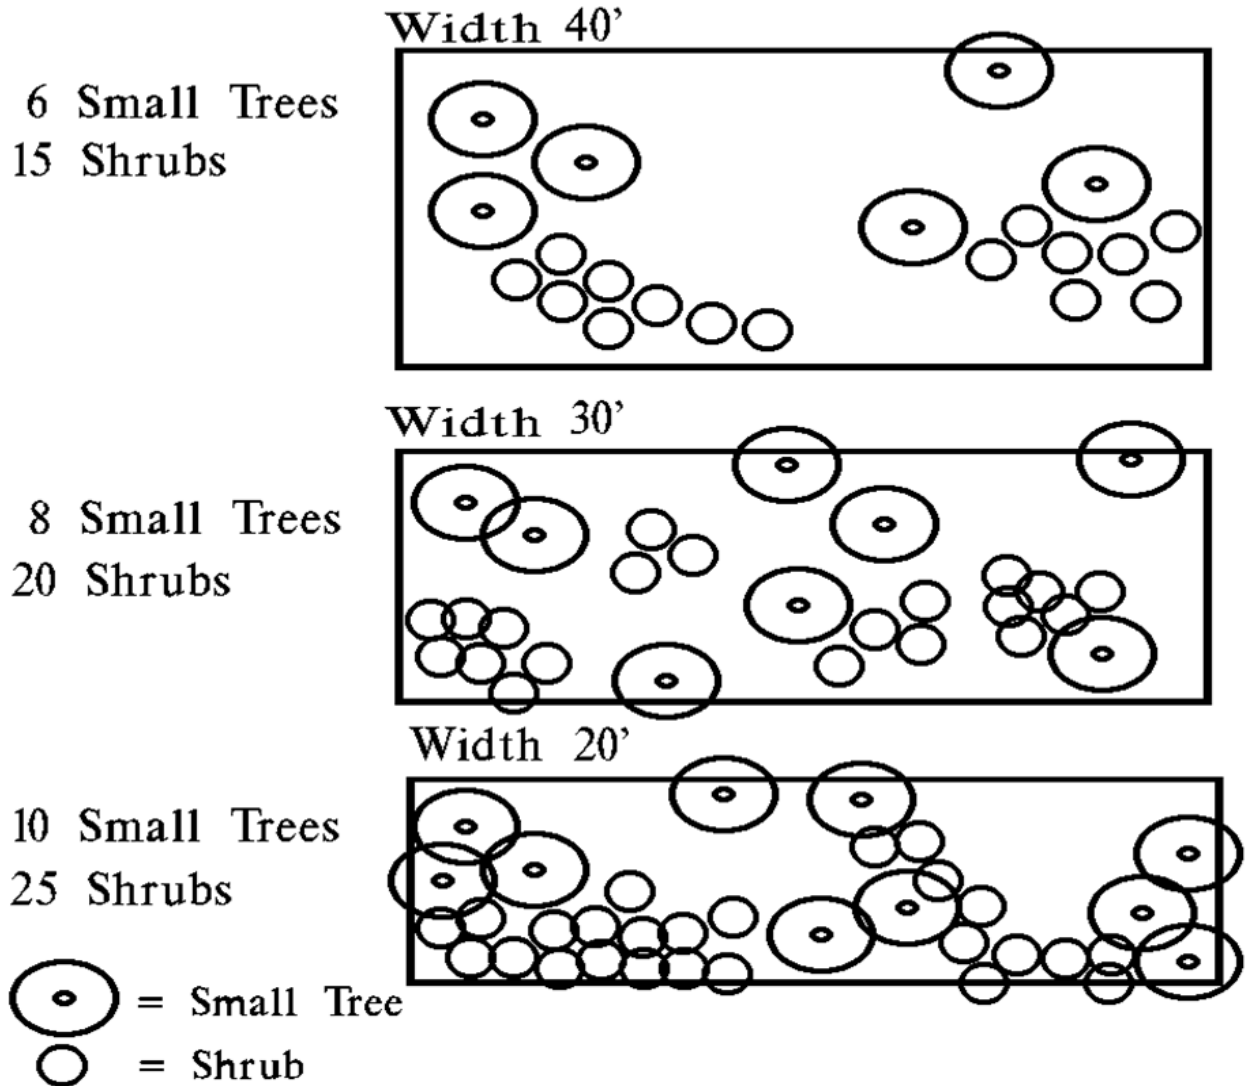 Width 40’
6 Small Trees
15 Shrubs
Width 30’
8 Small Trees
20 Shrubs
Width 20’
10 Small Trees
25 Shrubs
= Small Tree
= Shrub